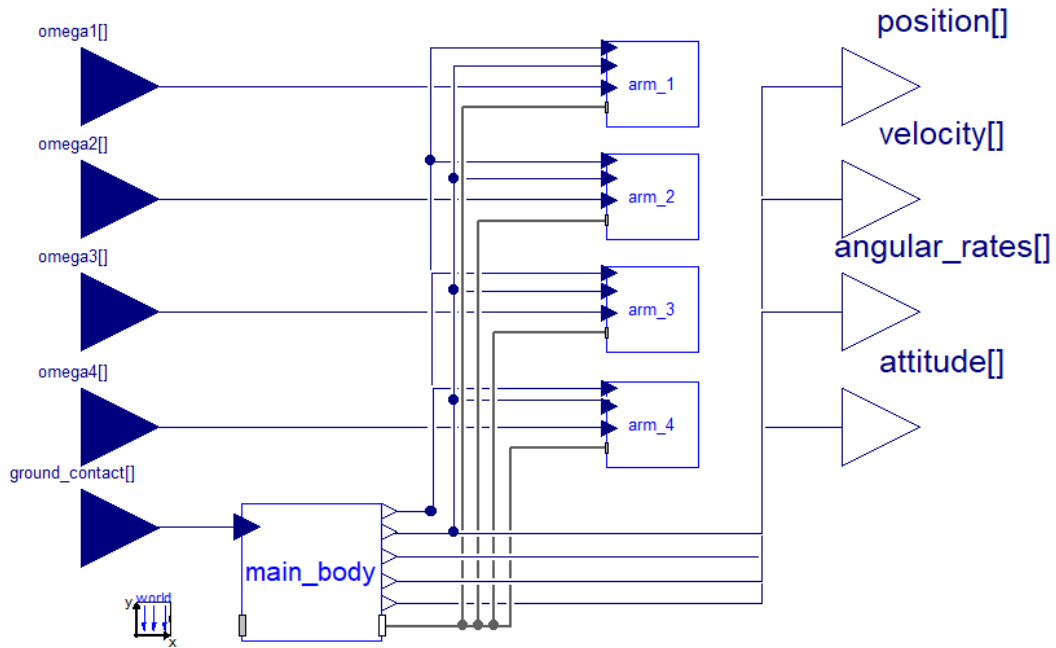 omega1[]
position[]
arm_1
omega2[]
velocity[]
arm_2
omega3[]
angular_rates[]
arm_3
omega4[]
attitude[]
arm_4
ground_contact[]
main_body
world
y
x